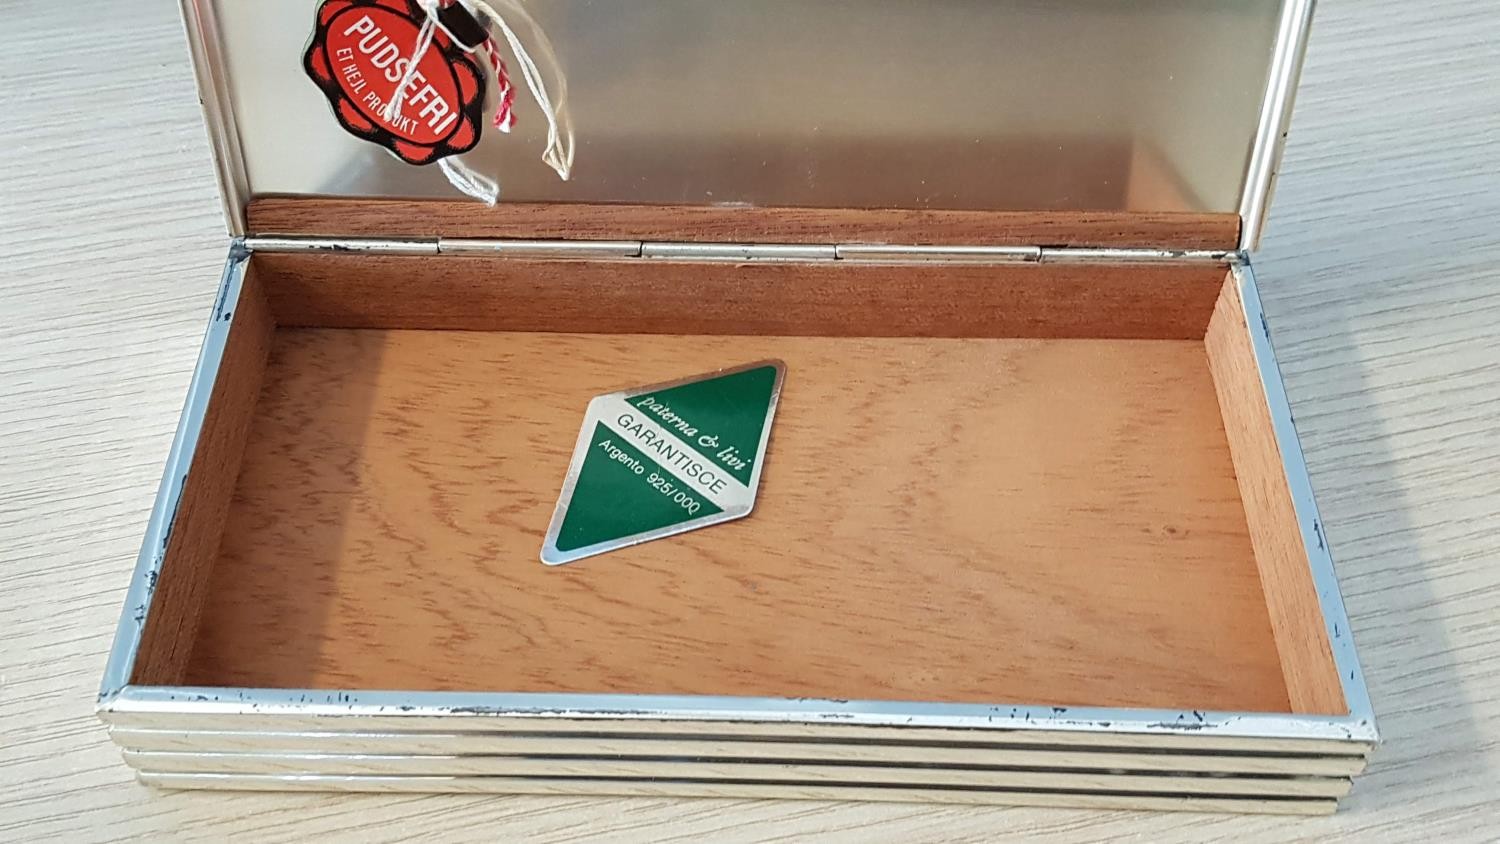 PUDSEFRI
ET HEJL PRODUKT
paterna & livi
GARANTISCE
Argento 925/000